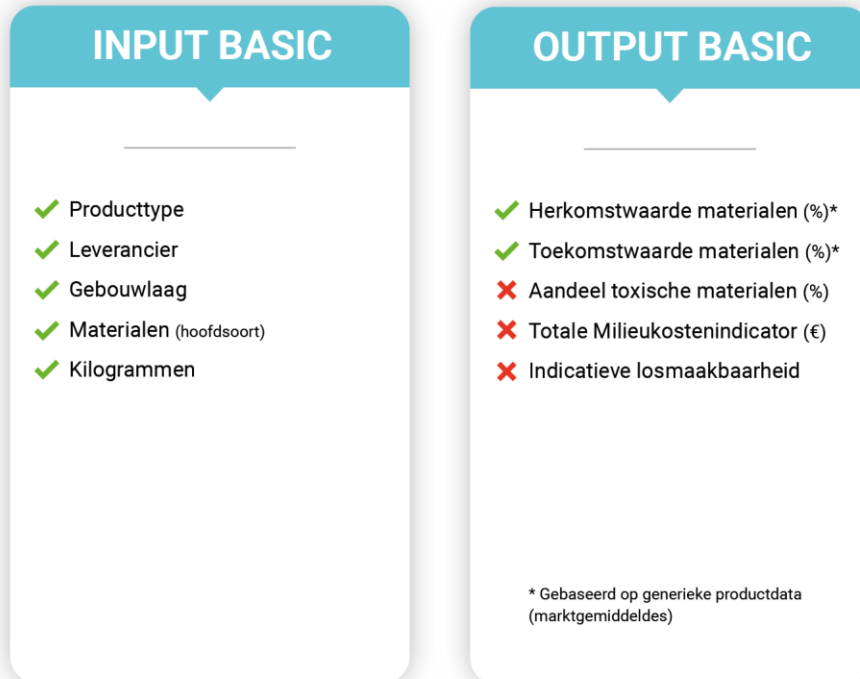 INPUT BASIC
Producttype
Leverancier
Gebouwlaag
Materialen (hoofdsoort)
Kilogrammen
OUTPUT BASIC
Herkomstwaarde materialen (%)*
Toekomstwaarde materialen (%)*
Aandeel toxische materialen (%)
Totale Milieukostenindicator (€)
Indicatieve losmaakbaarheid
* Gebaseerd op generieke productdata
(marktgemiddeldes)